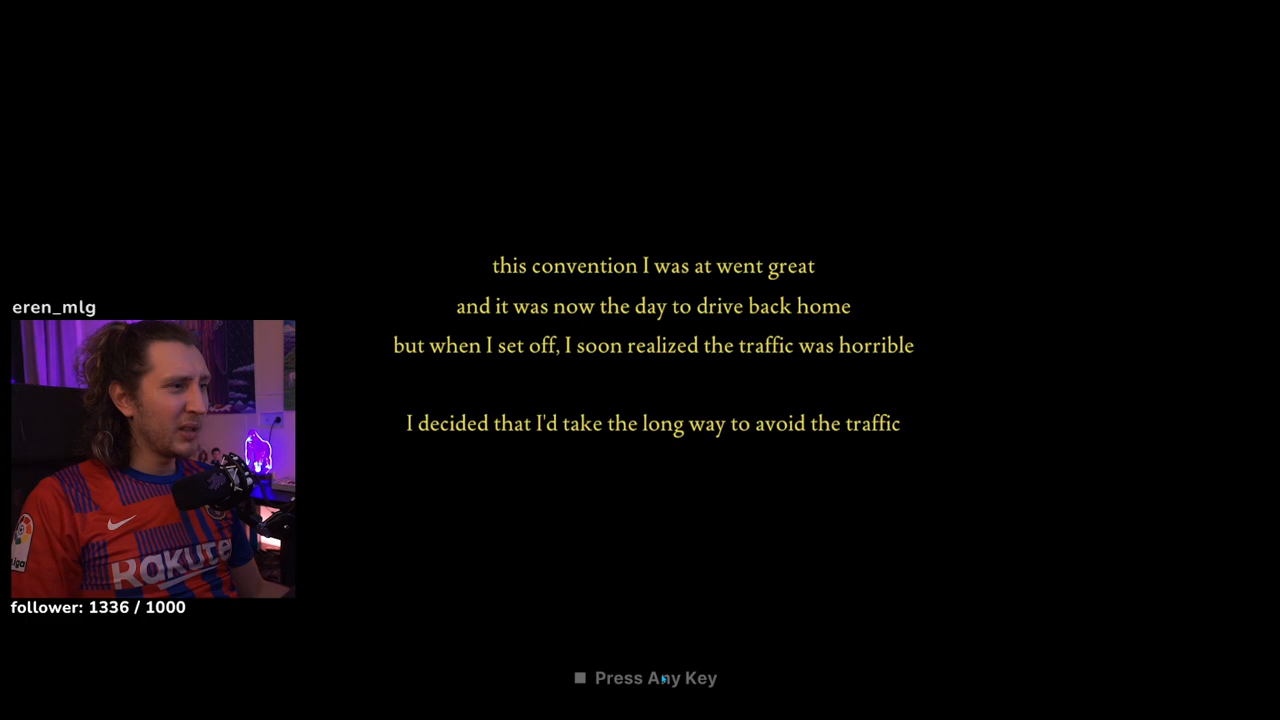 this convention I was at went great
and it was now the day to drive back home
but when I set off, I soon realized the traffic was horrible
I decided that I'd take the long way to avoid the traffic
eren_mlg
Rakute
follower: 1336 / 1000
Press Any Key